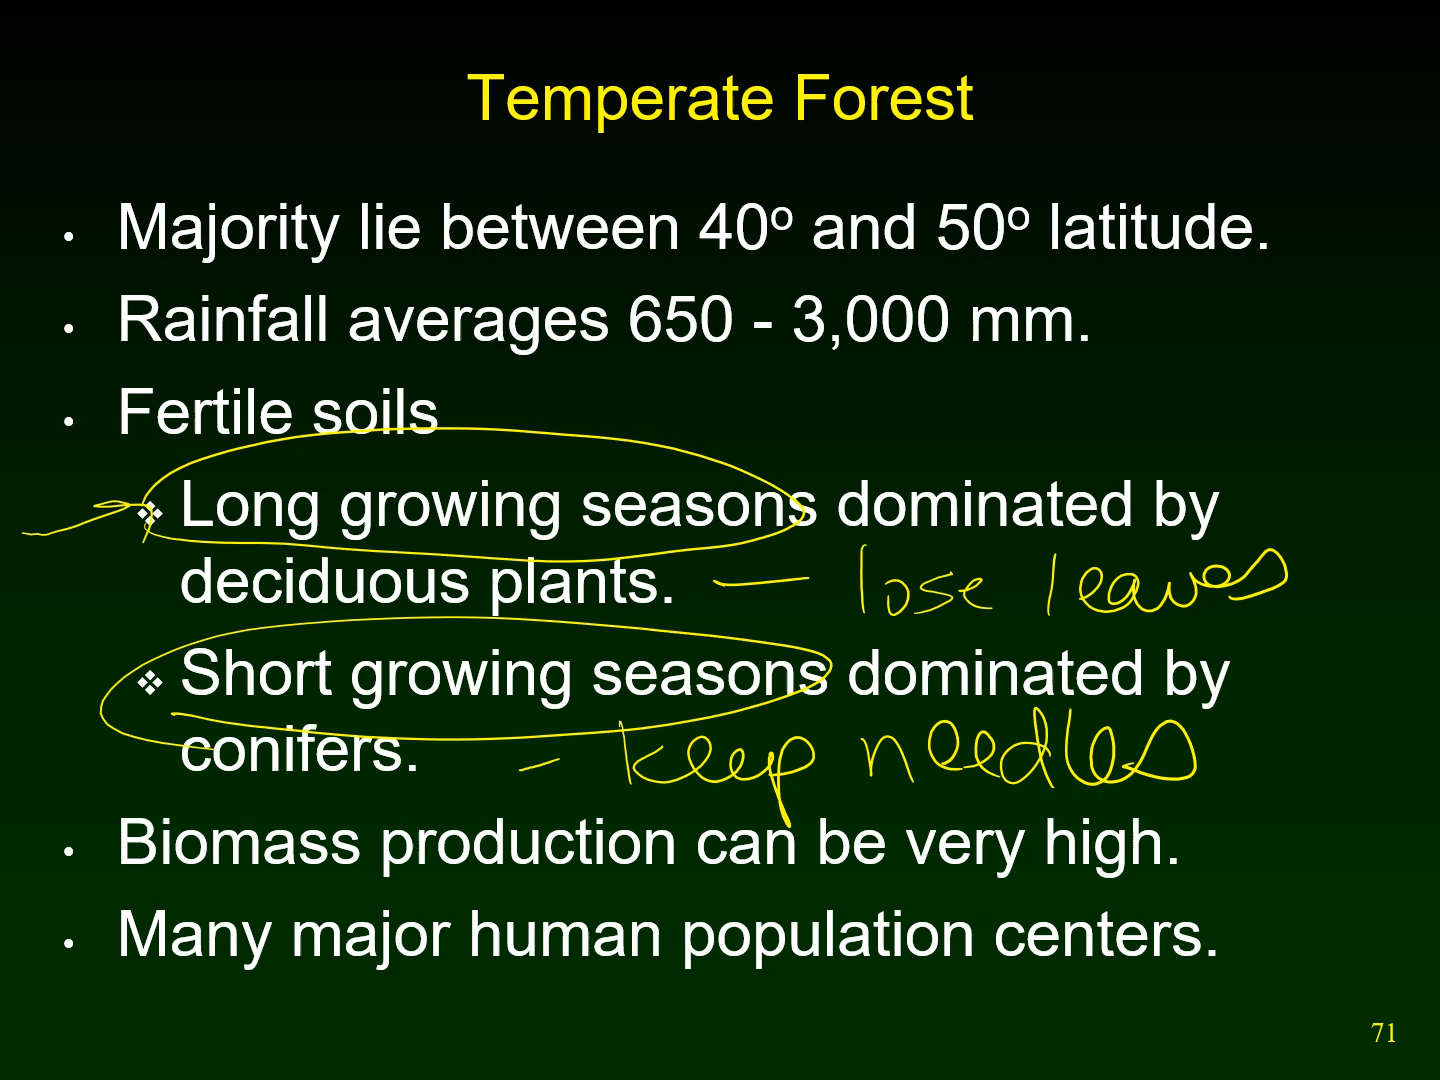 Temperate Forest
• Majority lie between 40º and 50º latitude.
• Rainfall averages 650 - 3,000 mm.
• Fertile soils
❖ Long growing seasons dominated by
deciduous plants. — lose leaves
❖ Short growing seasons dominated by
conifers. - keep needles
• Biomass production can be very high.
• Many major human population centers.
71